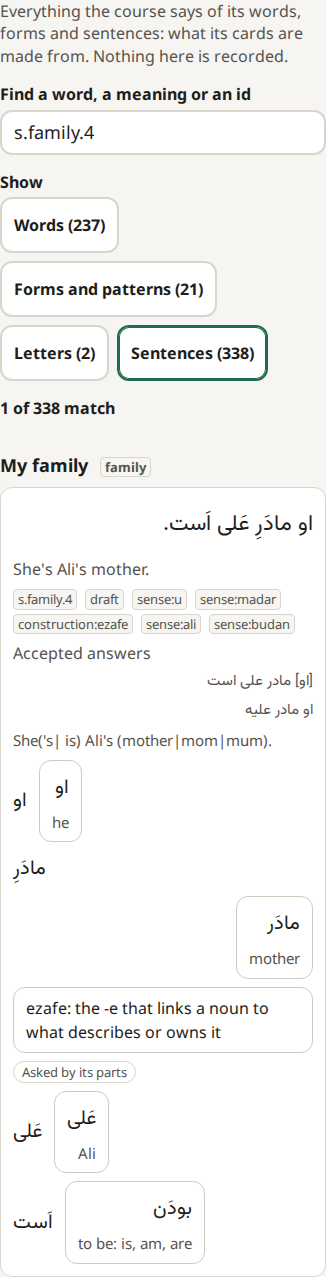 Everything the course says of its words,
forms and sentences: what its cards are
made from. Nothing here is recorded.
Find a word, a meaning or an id
s.family.4
Show
Words (237)
Forms and patterns (21)
Letters (2)
Sentences (338)
1 of 338 match
My family family
او مادَرِ عَلی اَست.
She's Ali's mother.
s.family.4 draft sense:u sense:madar
construction:ezafe sense:ali sense:budan
Accepted answers
[او] مادر علی است
او مادر علیه
She('s| is) Ali's (mother|mom|mum).
او
او
he
مادَرِ
مادَر
mother
ezafe: the -e that links a noun to
what describes or owns it
Asked by its parts
عَلی
عَلی
Ali
اَست
بودَن
to be: is, am, are